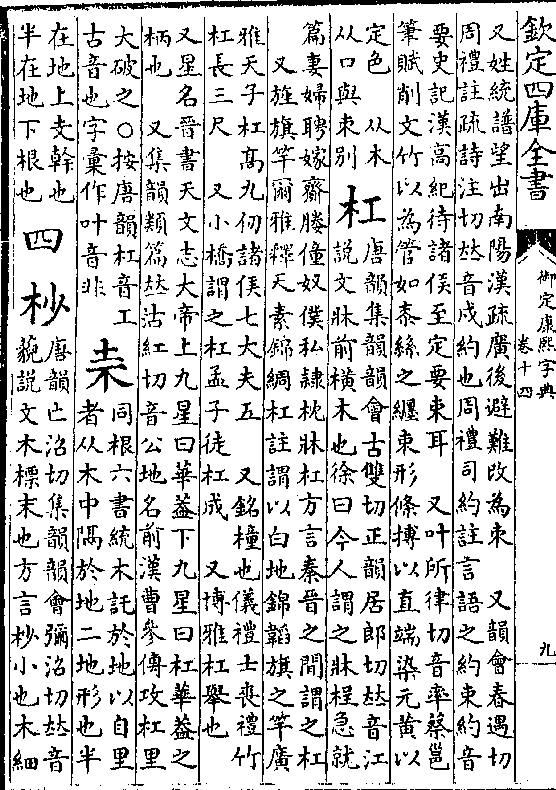 欽定四庫全書
御定康熙字典
卷十四
九
又姓統譜望出南陽漢疏廣後避難改為束　又韻會春遇切
周禮註疏詩注切𠀤音戍約也周禮司約註言語之約束約音
要史記漢高紀待諸侯至定要束耳　又叶所律切音率蔡邕
筆賦削文竹以為管如泰絲之纏束形條搏以直端染元黃以
定色　从木
从口與朿別　杠　唐韻集韻韻會古雙切正韻居郎切𠀤音江
說文牀前橫木也徐曰今人謂之牀桯急就
篇妻婦聘嫁齎媵僮奴僕私隷枕牀杠方言秦晉之間謂之杠
又旌旗竿爾雅釋天素錦綢杠註謂以白地錦韜旗之竿廣
雅天子杠高九仞諸侯七大夫五　又銘橦也儀禮士喪禮竹
杠長三尺　又小橋謂之杠孟子徒杠成　又博雅杠舉也
又星名晉書天文志大帝上九星曰華葢下九星曰杠華葢之
柄也　又集韻類篇𠀤沽紅切音公地名前漢曹參傳攻杠里
大破之○按唐韻杠音工
古音也字彙作叶音非　𣎴　同根六書統木託於地以自里
者从木中隔於地二地形也半
在地上支幹也
半在地下根也　四　杪　唐韻亡沼切集韻韻會彌沼切𠀤音
藐說文木標末也方言杪小也木細